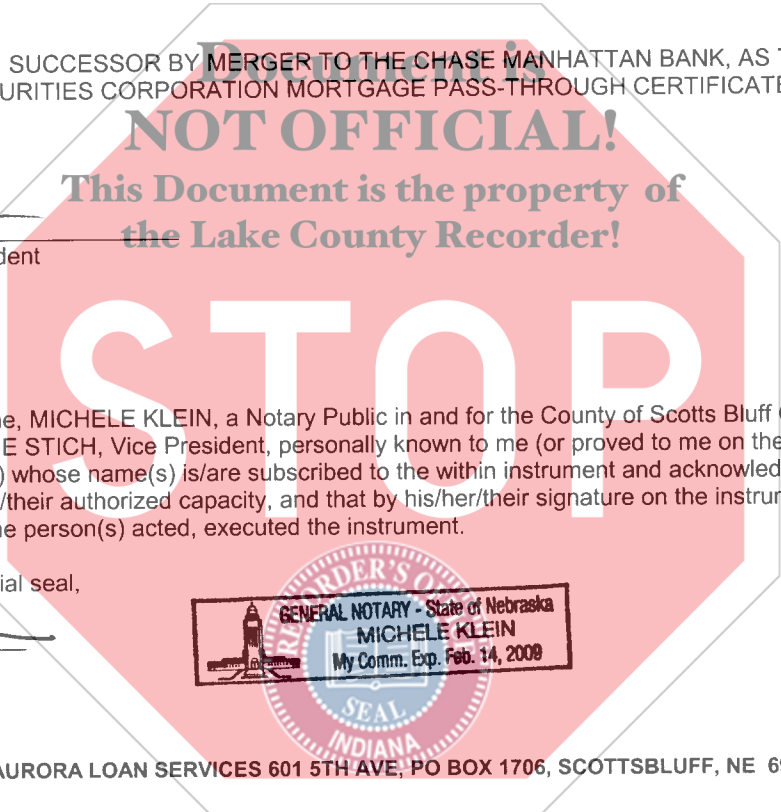 SUCCESSOR BY MERGER TO THE CHASE MANHATTAN BANK, AS
URITIES CORPORATION MORTGAGE PASS-THROUGH
Document is
NOT OFFICIAL!
This Document is the property of
the Lake County Recorder!
dent
STOP
MICHELE KLEIN, a Notary Public in and for the County of Scotts Bluff
E STICH, Vice President, personally known to me (or proved to me on the
) whose name(s) is/are subscribed to the within instrument and acknowled
/their authorized capacity, and that by his/her/their signature on the instru
person(s) acted, executed the instrument.
ial seal,
RECORDER'S
GENERAL NOTARY - State of Nebraska
MICHELE KLEIN
My Comm. Exp. Feb. 14, 2009
SEAL
INDIANA
AURORA LOAN SERVICES 601 5TH AVE, PO BOX 1706, SCOTTSBLUFF, NE